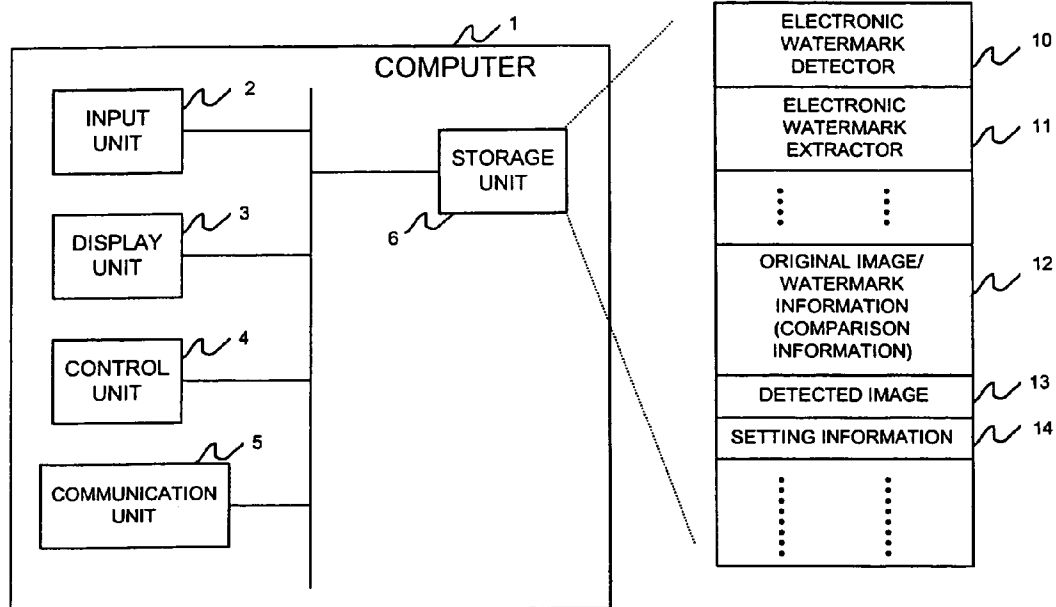 1
COMPUTER
2
INPUT
UNIT
3
DISPLAY
UNIT
4
CONTROL
UNIT
5
COMMUNICATION
UNIT
STORAGE
UNIT
6
ELECTRONIC
WATERMARK
DETECTOR
10
ELECTRONIC
WATERMARK
EXTRACTOR
11
ORIGINAL IMAGE/
WATERMARK
INFORMATION
(COMPARISON
INFORMATION)
12
DETECTED IMAGE
13
SETTING INFORMATION
14